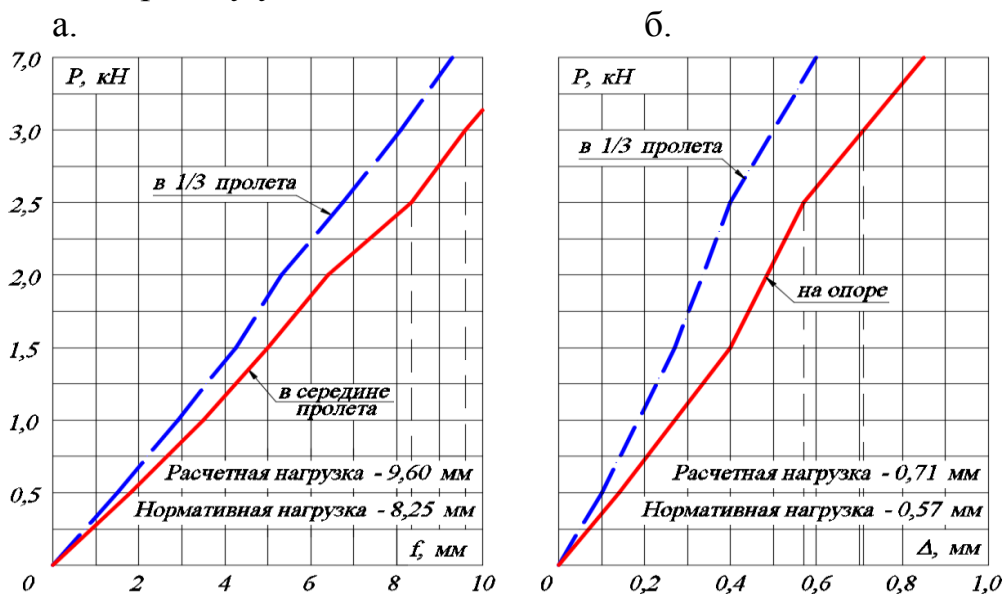 а.
7,0
Р, кН
3,0
в 1/3 пролета
2,5
2,0
1,5
в середине
пролета
1,0
Расчетная нагрузка - 9,60 мм
0,5
Нормативная нагрузка - 8,25 мм
f, мм
0 2 4 6 8 10
б.
Р, кН
в 1/3 пролета
на опоре
Расчетная нагрузка - 0,71 мм
Нормативная нагрузка - 0,57 мм
Δ, мм
0 0,2 0,4 0,6 0,8 1,0